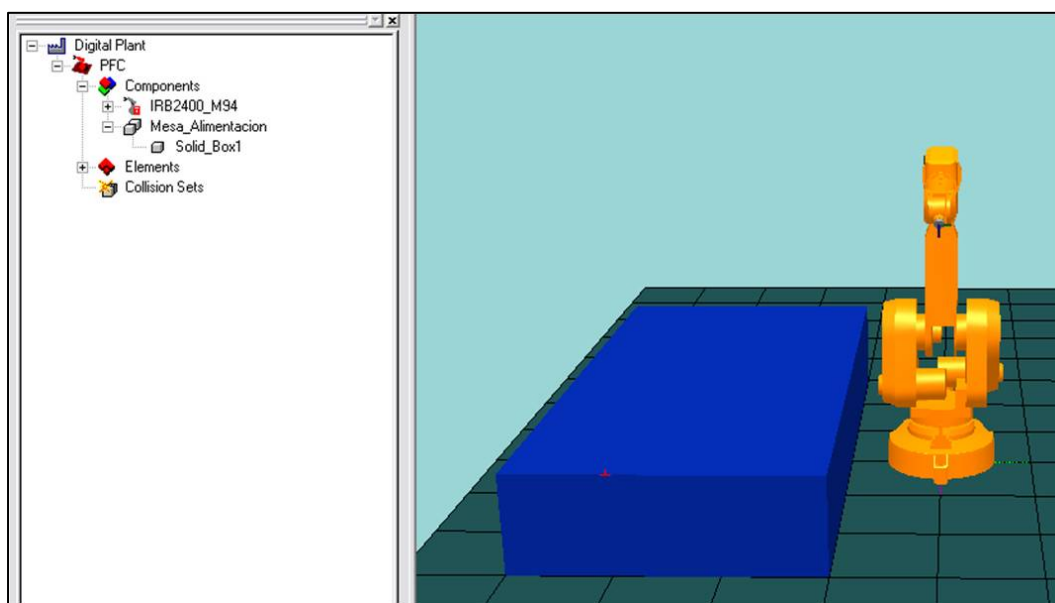 Digital Plant
PFC
Components
IRB2400_M94
Mesa_Alimentacion
Solid_Box1
Elements
Collision Sets